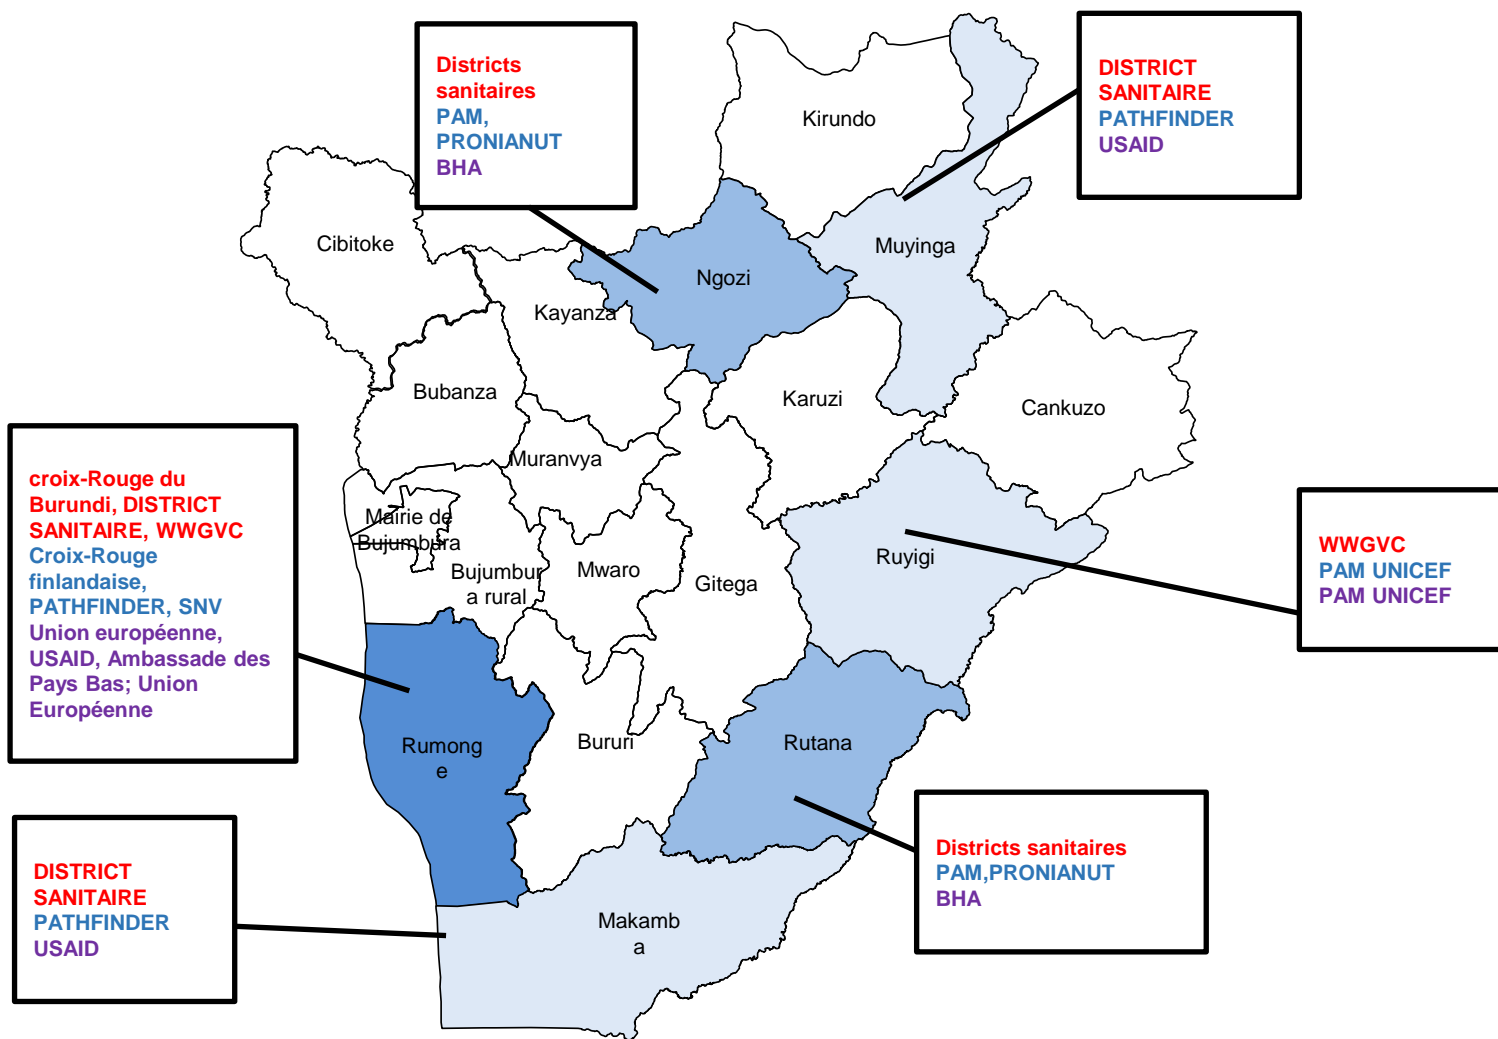 Districts
sanitaires
PAM,
PRONIANUT
BHA
DISTRICT
SANITAIRE
PATHFINDER
USAID
Kirundo
Cibitoke
Muyinga
Ngozi
Kayanza
Bubanza
Karuzi
Cankuzo
croix-Rouge du
Burundi, DISTRICT
SANITAIRE, WWGVC
Croix-Rouge
finlandaise,
PATHFINDER, SNV
Union européenne,
USAID, Ambassade des
Pays Bas; Union
Européenne
Muranvya
Mairie de
Bujumbura
Bujumbur
a rural
Mwaro
Gitega
Ruyigi
WWGVC
PAM UNICEF
PAM UNICEF
Rumong
e
Bururi
Rutana
Districts sanitaires
PAM,PRONIANUT
BHA
DISTRICT
SANITAIRE
PATHFINDER
USAID
Makamb
a